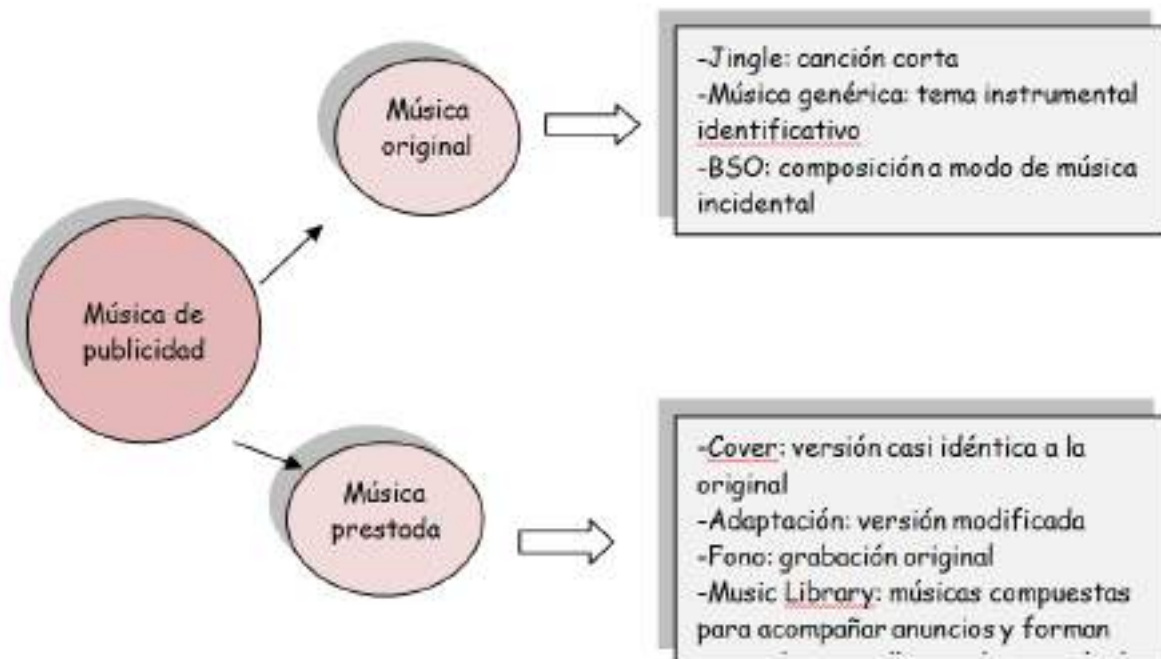 Música de
publicidad
Música
original
-Jingle: canción corta
-Música genérica: tema instrumental
identificativo
-BSO: composición a modo de música
incidental
Música
prestada
-Cover: versión casi idéntica a la
original
-Adaptación: versión modificada
-Fono: grabación original
-Music Library: músicas compuestas
para acompañar anuncios y forman